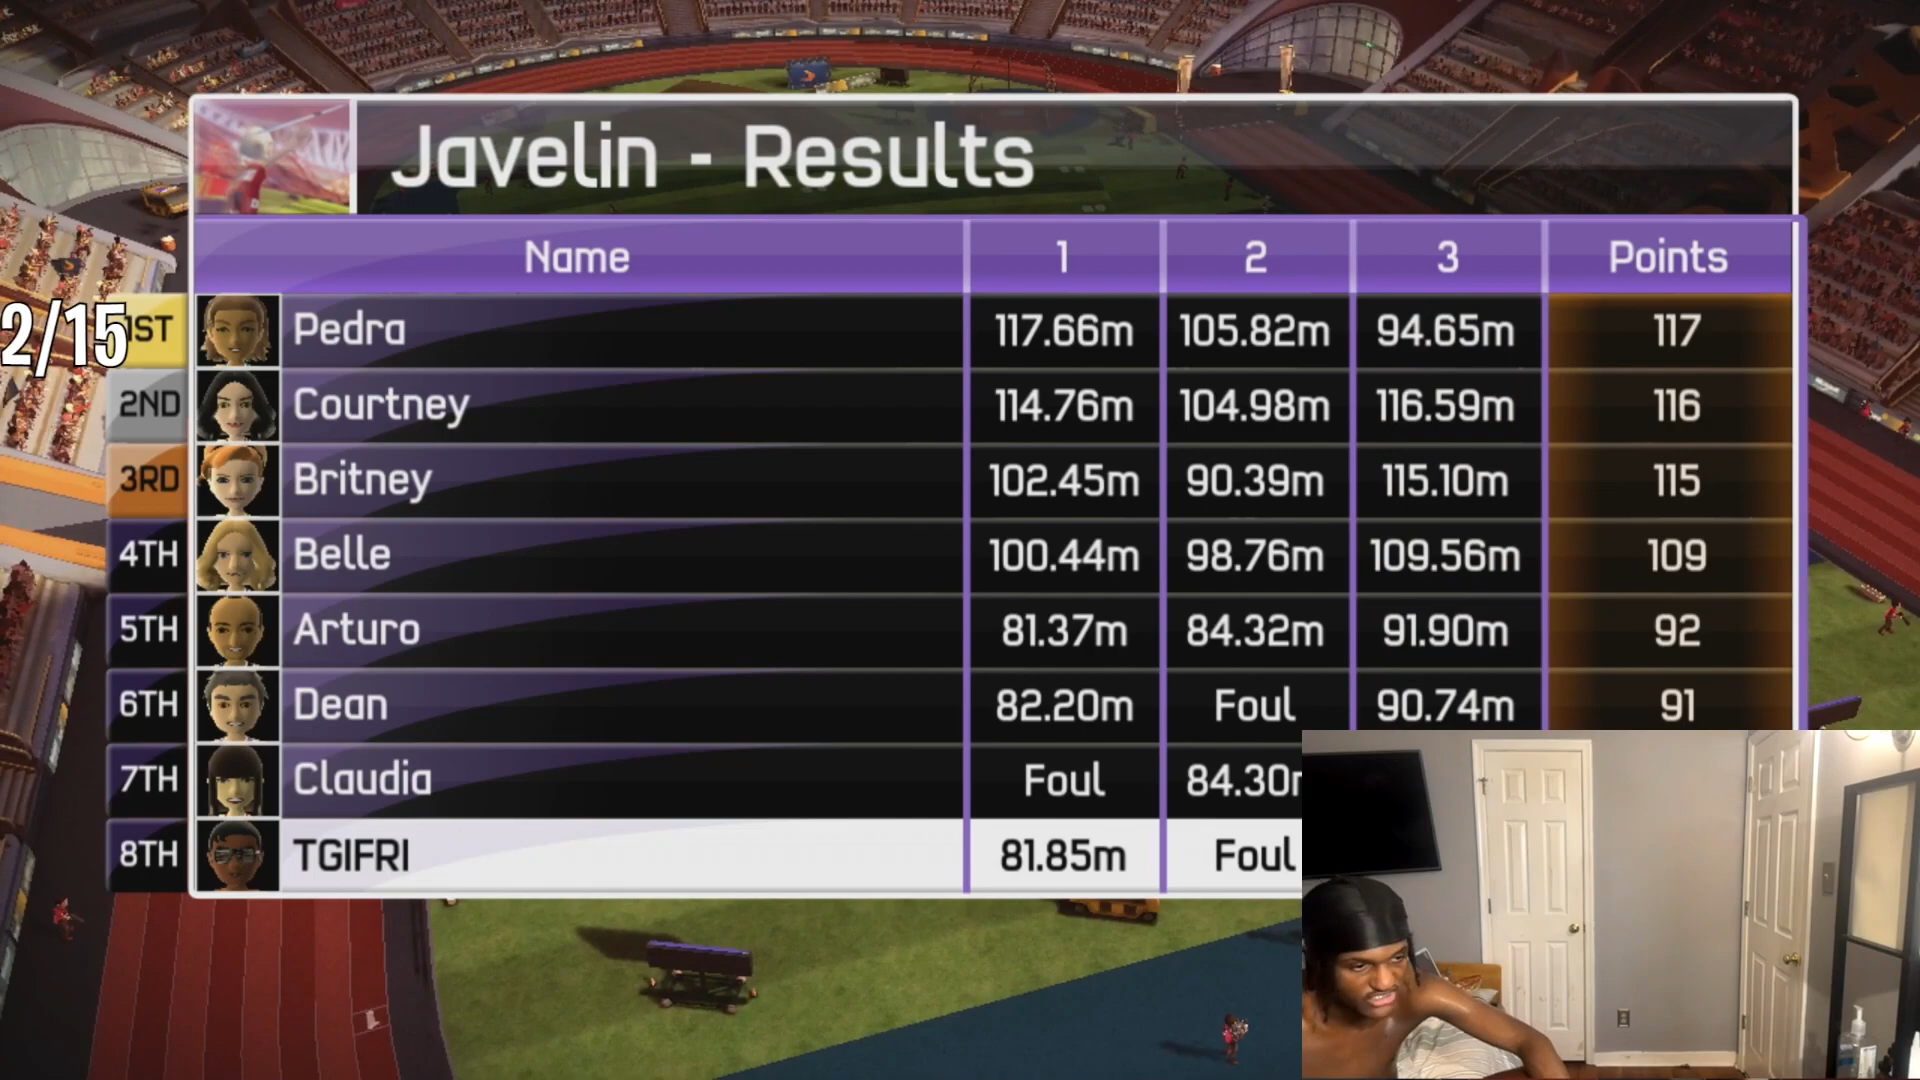 Javelin - Results
Name 1 2 3 Points
2/15
1ST Pedra 117.66m 105.82m 94.65m 117
2ND Courtney 114.76m 104.98m 116.59m 116
3RD Britney 102.45m 90.39m 115.10m 115
4TH Belle 100.44m 98.76m 109.56m 109
5TH Arturo 81.37m 84.32m 91.90m 92
6TH Dean 82.20m Foul 90.74m 91
7TH Claudia Foul 84.30
8TH TGIFRI 81.85m Foul